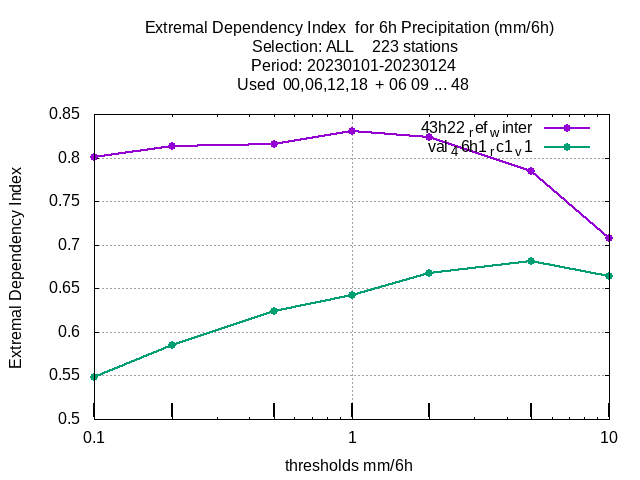 Extremal Dependency Index  for 6h Precipitation (mm/6h)
Selection: ALL    223 stations
Period: 20230101-20230124
Used  00,06,12,18  + 06 09 ... 48
43h22refwinter
val46h1rc1v1
0.85
0.8
0.75
0.7
0.65
0.6
0.55
0.5
Extremal Dependency Index
0.1
1
10
thresholds mm/6h